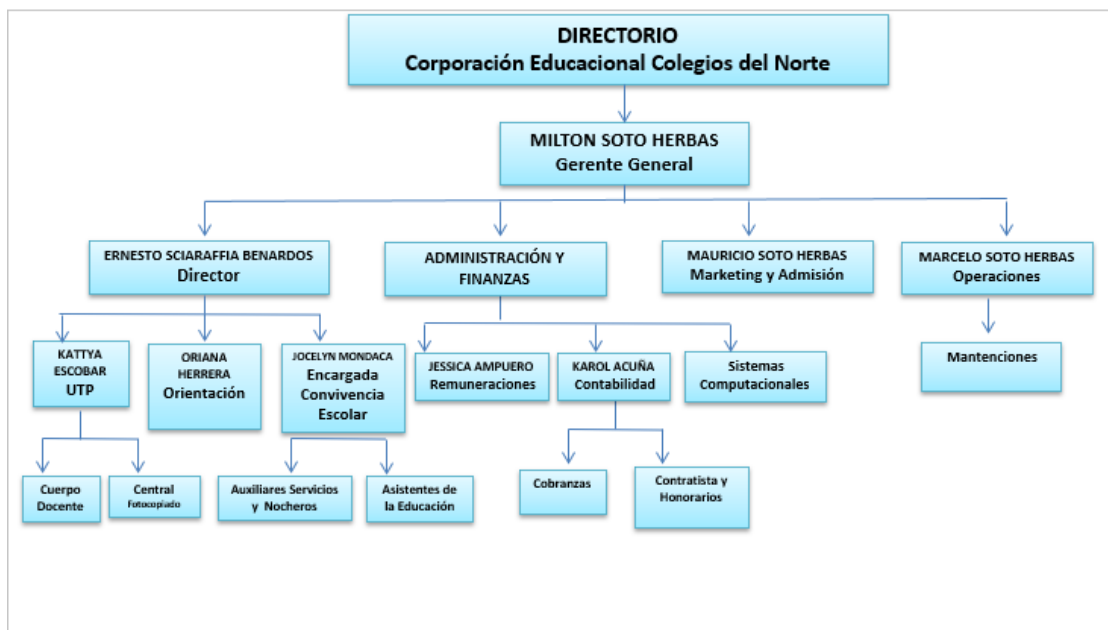 DIRECTORIO
Corporación Educacional Colegios del Norte
MILTON SOTO HERBAS
Gerente General
ERNESTO SCIARAFFIA BENARDOS
Director
ADMINISTRACIÓN Y
FINANZAS
MAURICIO SOTO HERBAS
Marketing y Admisión
MARCELO SOTO HERBAS
Operaciones
KATTYA
ESCOBAR
UTP
ORIANA
HERRERA
Orientación
JOCELYN MONDACA
Encargada
Convivencia
Escolar
JESSICA AMPUERO
Remuneraciones
KAROL ACUÑA
Contabilidad
Sistemas
Computacionales
Mantenciones
Cuerpo
Docente
Central
Fotocopiado
Auxiliares Servicios
y Nocheros
Asistentes de
la Educación
Cobranzas
Contratista y
Honorarios